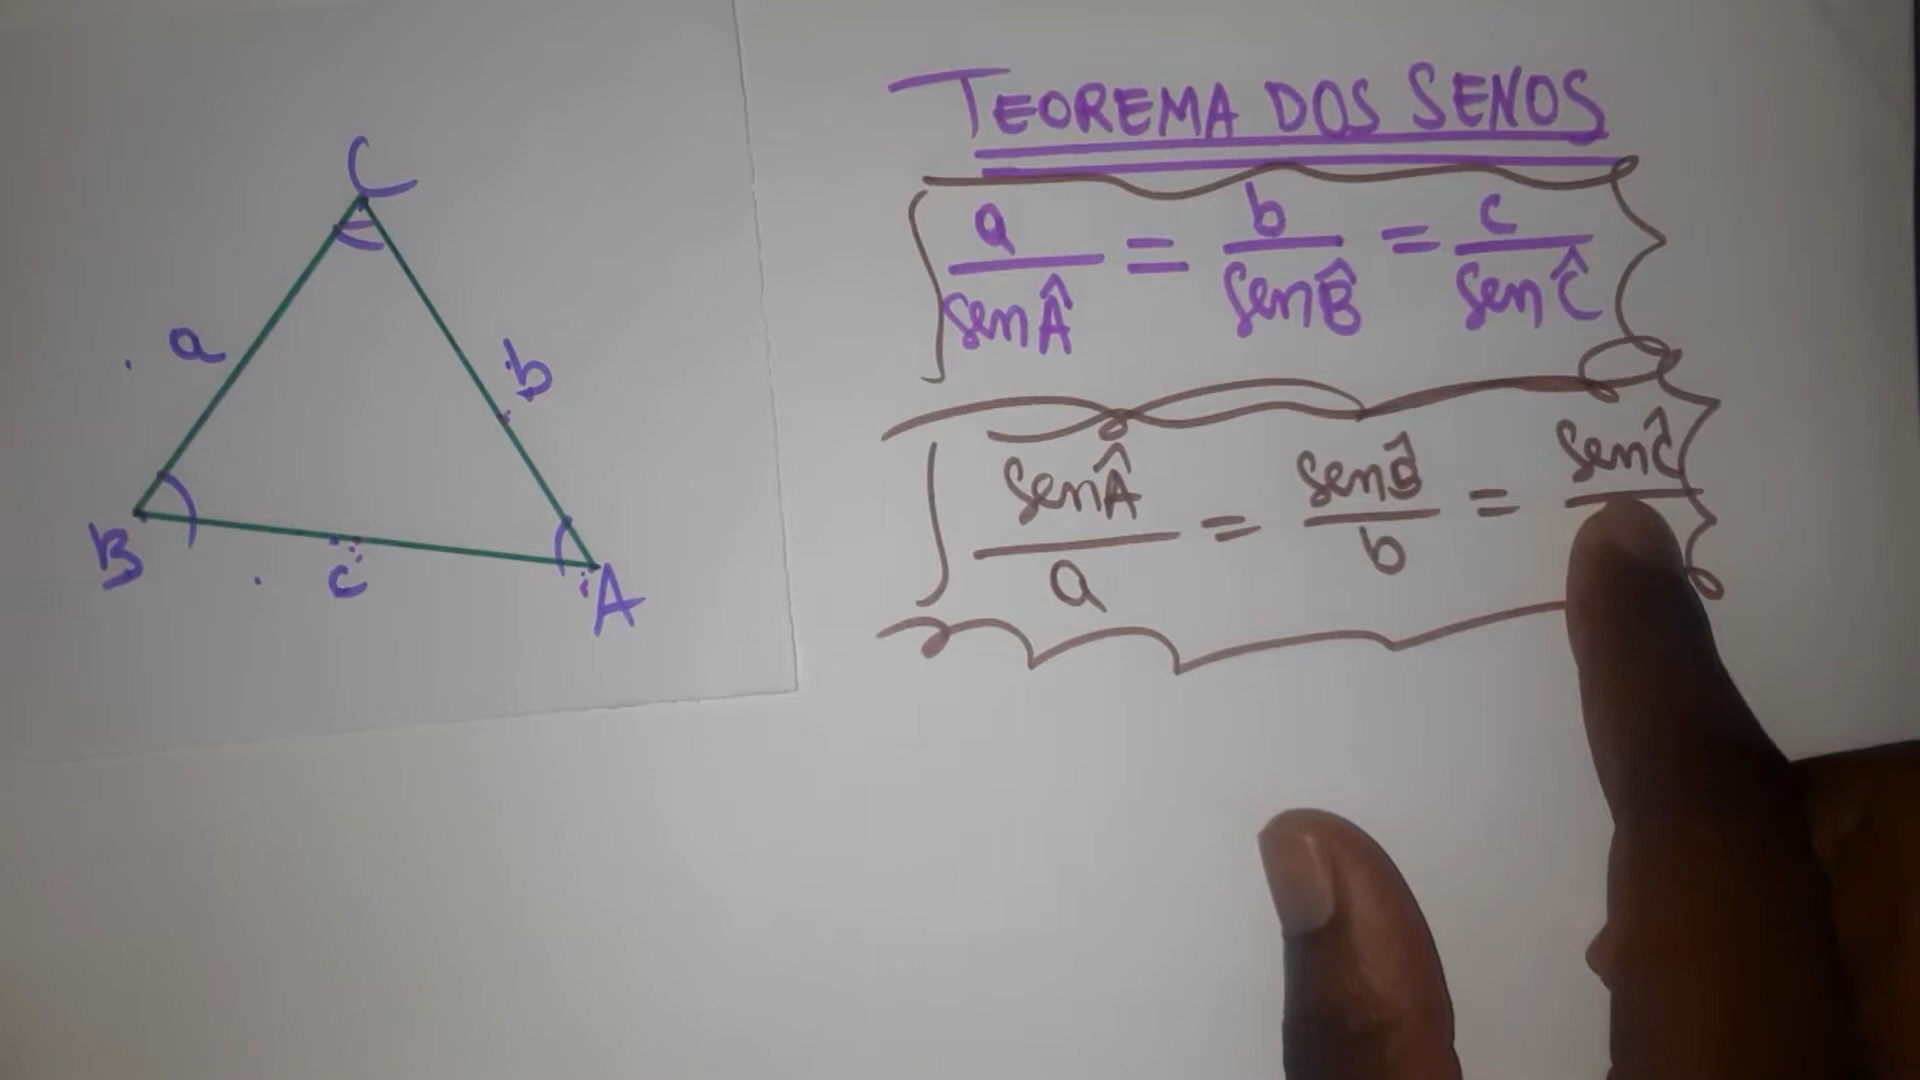 TEOREMA DOS SENOS
a/senÂ = b/senB̂ = c/senĈ
senÂ/a = senB̂/b = senĈ/
C
a
b
B
c
A